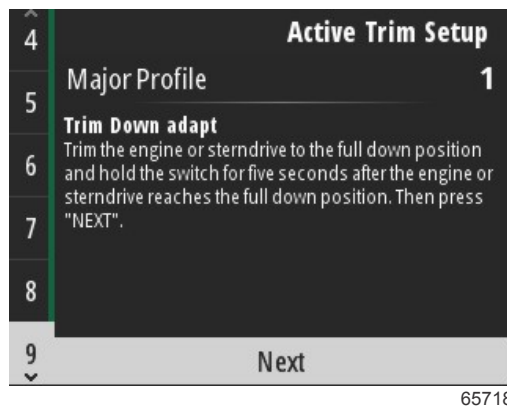 Active Trim Setup
4
5
6
7
8
9
Major Profile 1
Trim Down adapt
Trim the engine or sterndrive to the full down position
and hold the switch for five seconds after the engine or
sterndrive reaches the full down position. Then press
"NEXT".
Next
65718